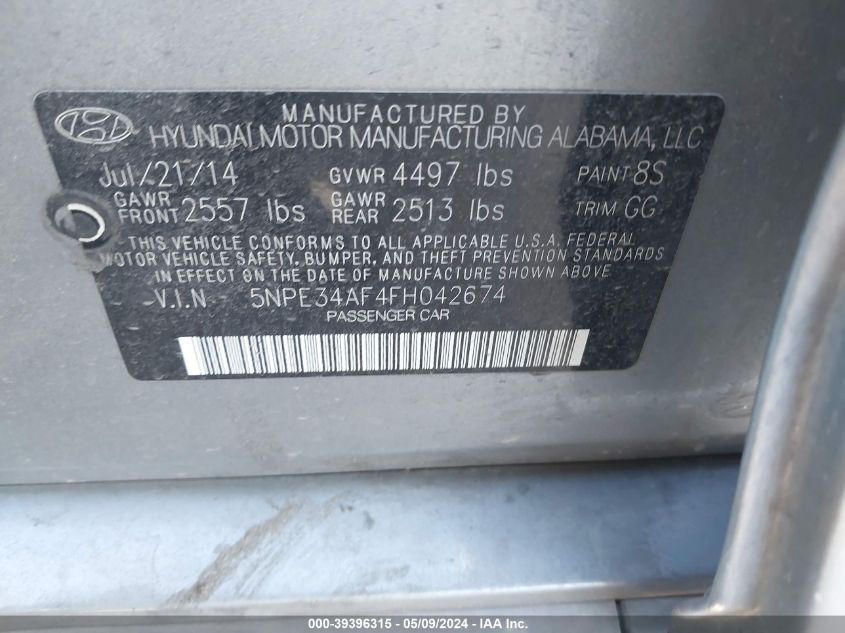 MANUFACTURED BY
HYUNDAI MOTOR MANUFACTURING ALABAMA, LLC
Jul/21/14 GVWR 4497 lbs PAINT 8S
GAWR FRONT 2557 lbs GAWR REAR 2513 lbs TRIM GG
THIS VEHICLE CONFORMS TO ALL APPLICABLE U.S.A. FEDERAL
MOTOR VEHICLE SAFETY, BUMPER, AND THEFT PREVENTION STANDARDS
IN EFFECT ON THE DATE OF MANUFACTURE SHOWN ABOVE.
V.I.N 5NPE34AF4FH042674
PASSENGER CAR
000-39396315 - 05/09/2024 - IAA Inc.